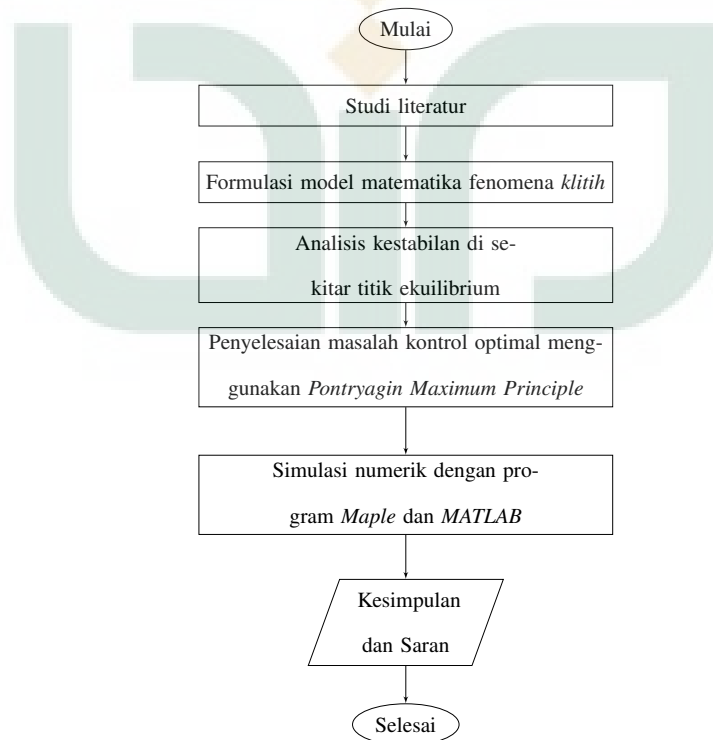 Mulai
Studi literatur
Formulasi model matematika fenomena klitih
Analisis kestabilan di se-
kitar titik ekuilibrium
Penyelesaian masalah kontrol optimal meng-
gunakan Pontryagin Maximum Principle
Simulasi numerik dengan pro-
gram Maple dan MATLAB
Kesimpulan
dan Saran
Selesai